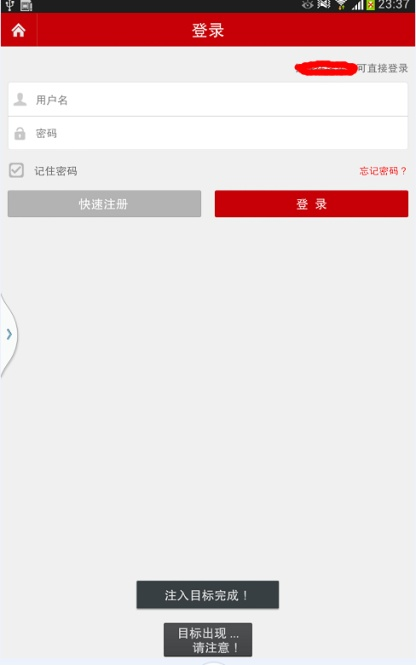 23:37
登录
可直接登录
用户名
密码
记住密码
忘记密码？
快速注册
登 录
注入目标完成！
目标出现 ...
请注意！